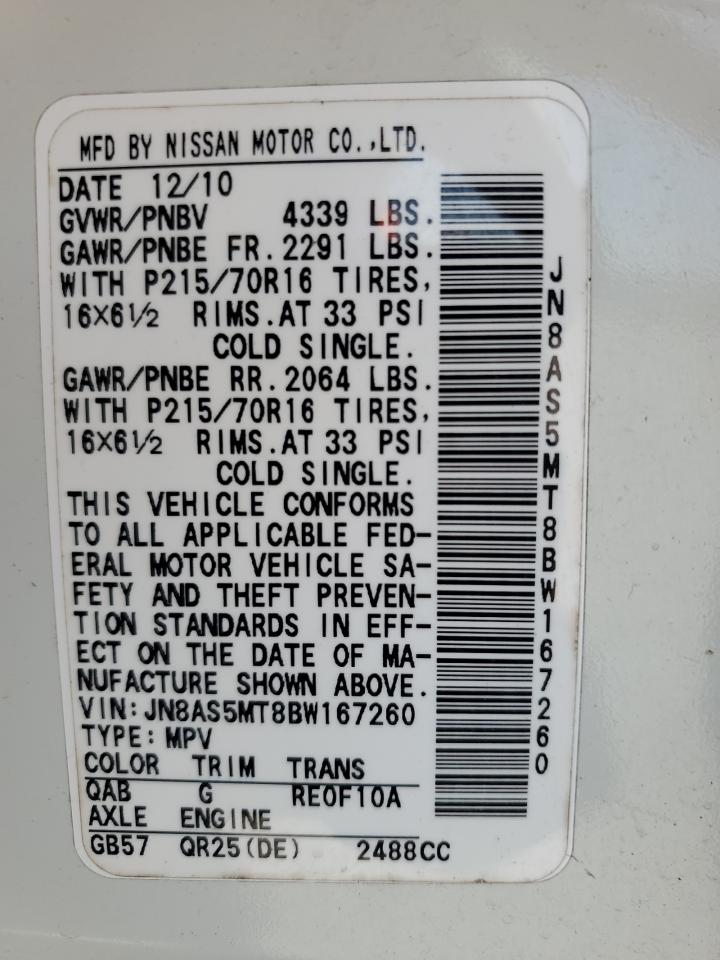 MFD BY NISSAN MOTOR CO.,LTD.
DATE 12/10
GVWR/PNBV 4339 LBS.
GAWR/PNBE FR.2291 LBS.
WITH P215/70R16 TIRES,
16X6½ RIMS.AT 33 PSI
COLD SINGLE.
GAWR/PNBE RR.2064 LBS.
WITH P215/70R16 TIRES,
16X6½ RIMS.AT 33 PSI
COLD SINGLE.
THIS VEHICLE CONFORMS
TO ALL APPLICABLE FED-
ERAL MOTOR VEHICLE SA-
FETY AND THEFT PREVEN-
TION STANDARDS IN EFF-
ECT ON THE DATE OF MA-
NUFACTURE SHOWN ABOVE.
VIN:JN8AS5MT8BW167260
TYPE:MPV
COLOR TRIM TRANS
QAB G RE0F10A
AXLE ENGINE
GB57 QR25(DE) 2488CC
JN8AS5MT8BW167260